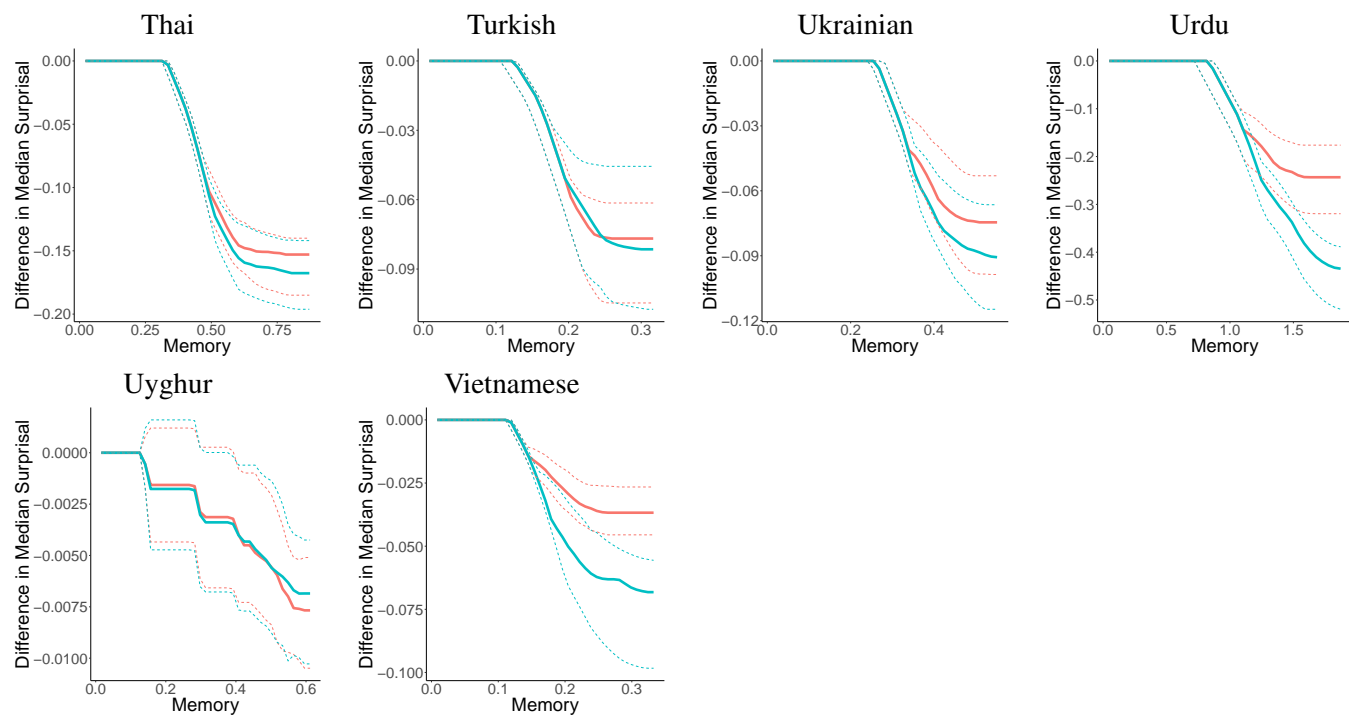 Thai
0.00
−0.05
−0.10
−0.15
−0.20
Difference in Median Surprisal
0.00 0.25 0.50 0.75
Memory
Turkish
0.00
−0.03
−0.06
−0.09
Difference in Median Surprisal
0.0 0.1 0.2 0.3
Memory
Ukrainian
0.00
−0.03
−0.06
−0.09
−0.12
Difference in Median Surprisal
0.0 0.2 0.4
Memory
Urdu
0.0
−0.1
−0.2
−0.3
−0.4
−0.5
Difference in Median Surprisal
0.0 0.5 1.0 1.5
Memory
Uyghur
0.0000
−0.0025
−0.0050
−0.0075
−0.0100
Difference in Median Surprisal
0.0 0.2 0.4 0.6
Memory
Vietnamese
0.000
−0.025
−0.050
−0.075
−0.100
Difference in Median Surprisal
0.0 0.1 0.2 0.3
Memory